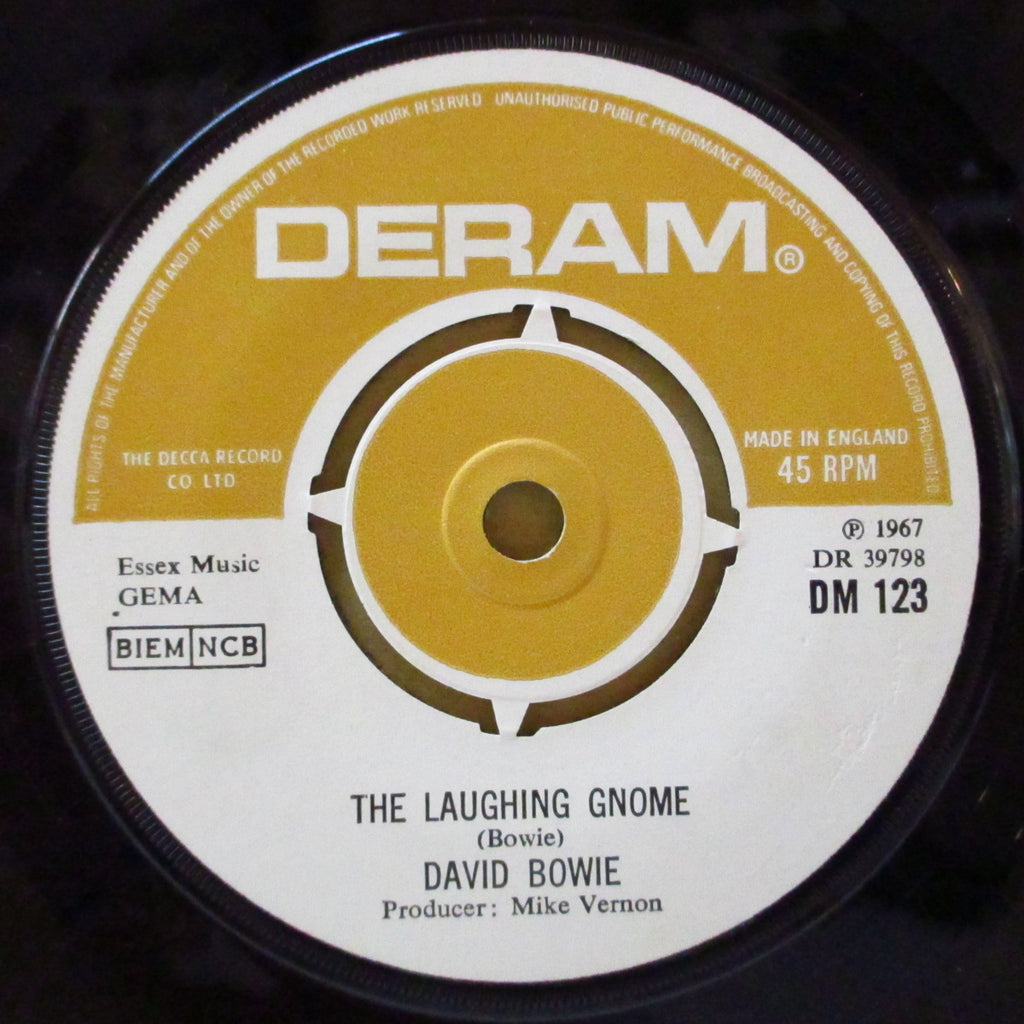 ALL RIGHTS OF THE MANUFACTURER AND OF THE OWNER OF THE RECORDED WORK RESERVED UNAUTHORISED PUBLIC PERFORMANCE BROADCASTING AND COPYING OF THIS RECORD PROHIBITED
DERAM®
THE DECCA RECORD
CO LTD
MADE IN ENGLAND
45 RPM
Essex Music
GEMA
BIEM NCB
℗ 1967
DR 39798
DM 123
THE LAUGHING GNOME
(Bowie)
DAVID BOWIE
Producer: Mike Vernon